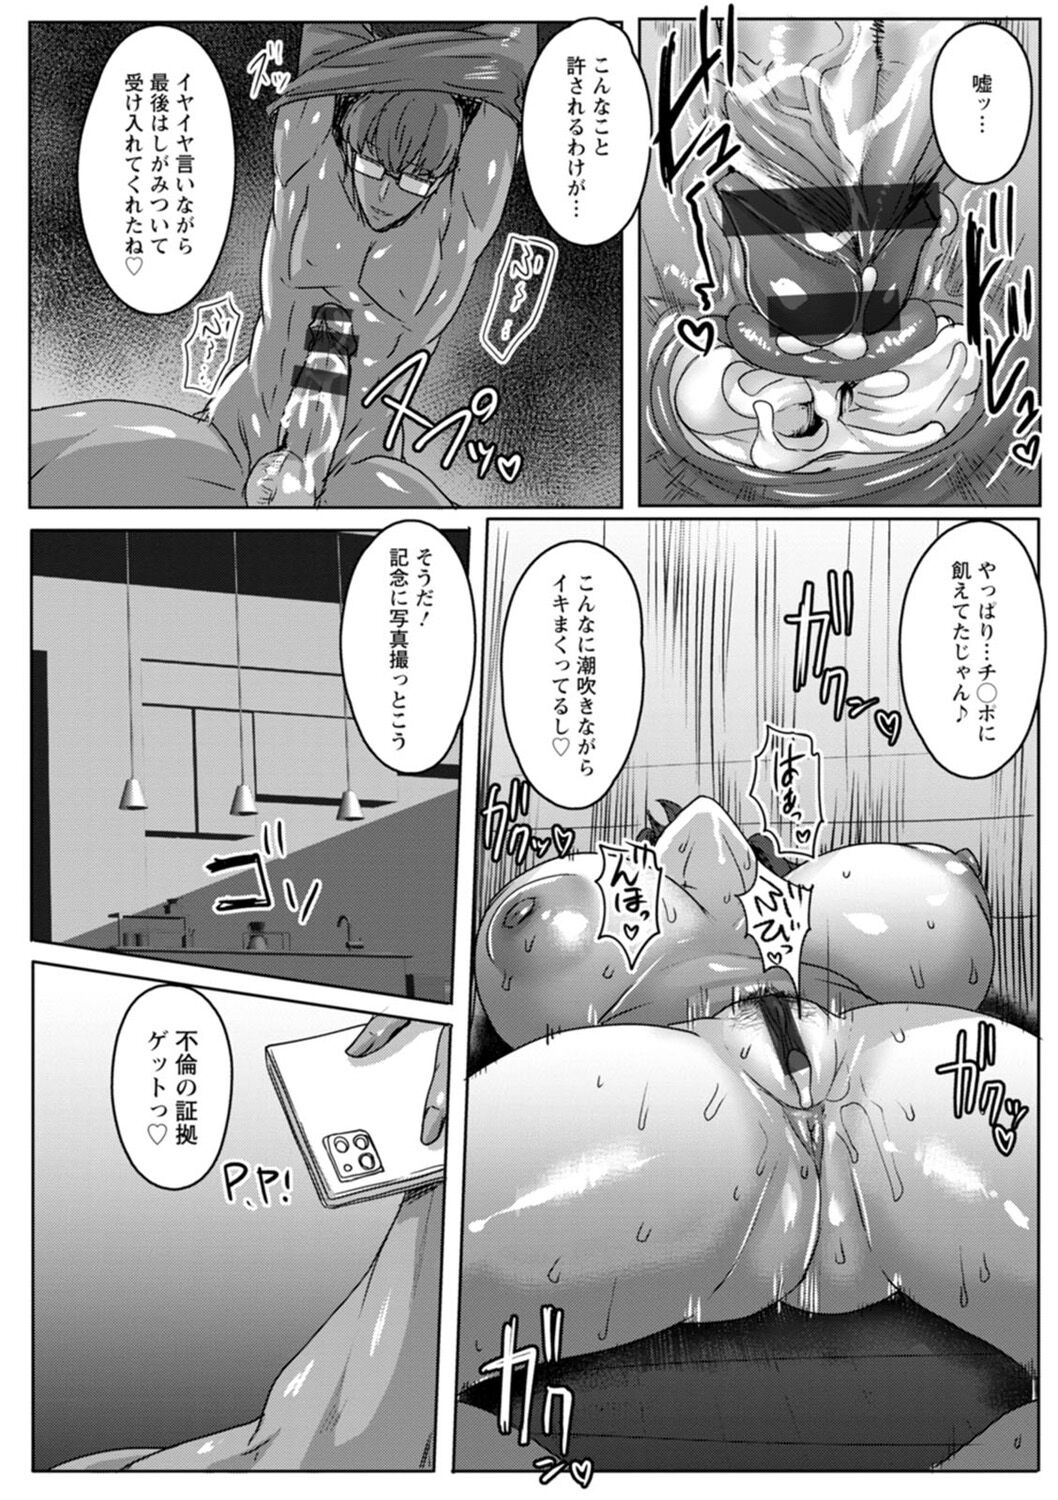 嘘ッ…
ドビュ
ドビュ
こんなこと
許されるわけが…
ズッ
イヤイヤ言いながら
最後はしがみついて
受け入れてくれたね♡
ヌプッ♡
やっぱり…チ◯ポに
飢えてたじゃん♪
こんなに潮吹きながら
イキまくってるし♡
ガクン♡
ガクッ♡
はぁっ♡
んほっ♡
ガクッ♡
ガクン♡
そうだ！
記念に写真撮っとこう
ゴソ
不倫の証拠
ゲットっ♡